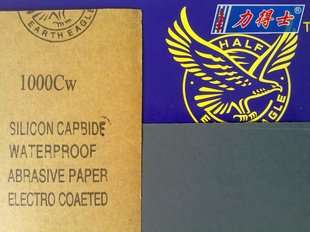 EARTH EAGLE
1000Cw
SILICON CAPBIDE
WATERPROOF
ABRASIVE PAPER
ELECTRO COAETED
力得士
T
HALF
EAGLE